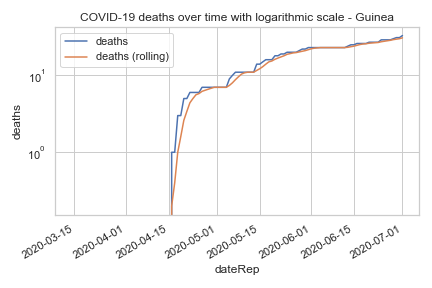 COVID-19 deaths over time with logarithmic scale - Guinea
deaths
deaths (rolling)
10¹
10⁰
deaths
2020-03-15
2020-04-01
2020-04-15
2020-05-01
2020-05-15
2020-06-01
2020-06-15
2020-07-01
dateRep